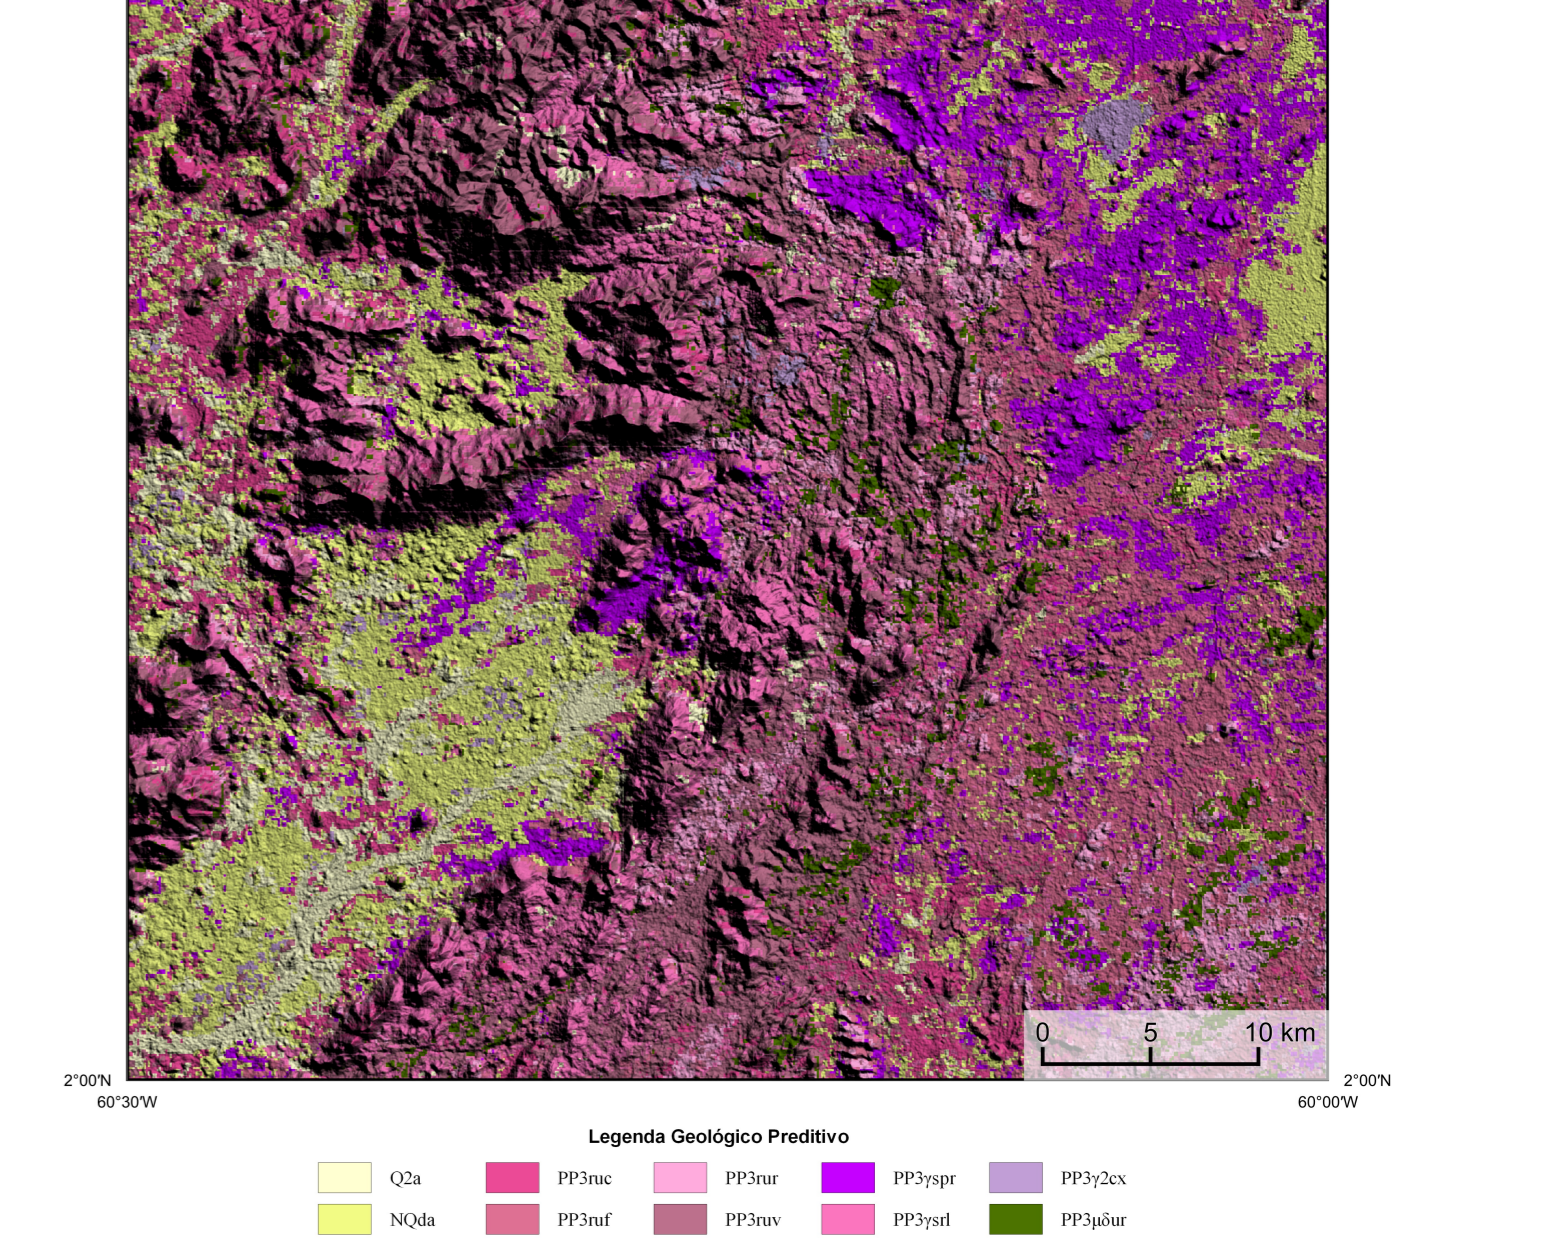 0 5 10 km
2°00′N 2°00′N
60°30′W 60°00′W
Legenda Geológico Preditivo
Q2a PP3ruc PP3rur PP3γspr PP3γ2cx
NQda PP3ruf PP3ruv PP3γsrl PP3μδur